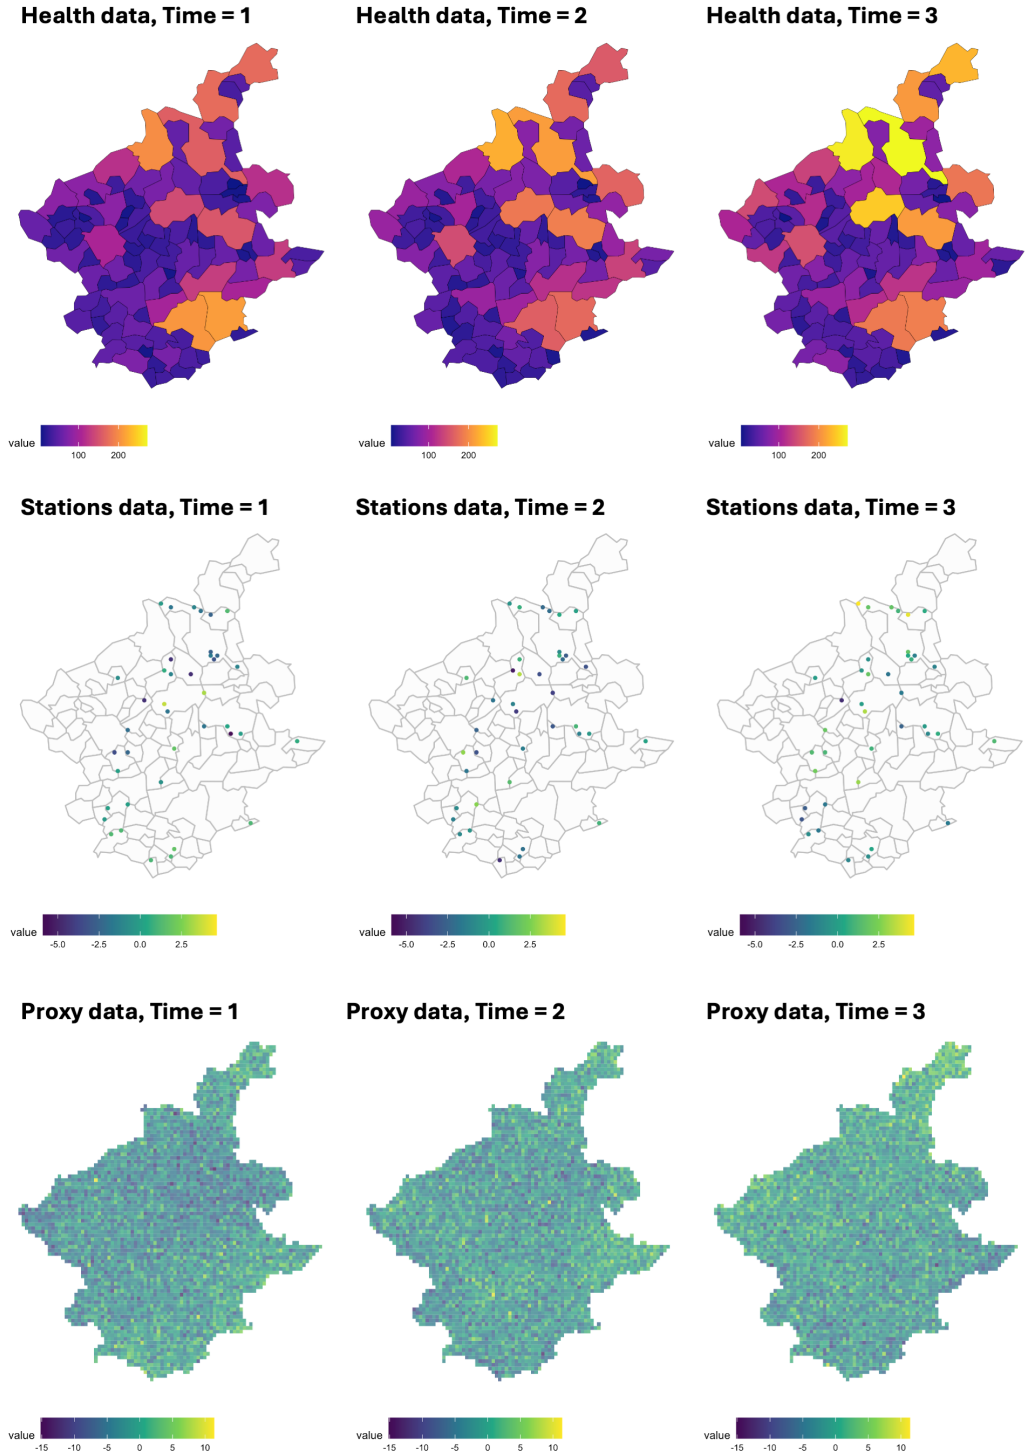 Health data, Time = 1
Health data, Time = 2
Health data, Time = 3
value
100
200
value
100
200
value
100
200
Stations data, Time = 1
Stations data, Time = 2
Stations data, Time = 3
value
-5.0
-2.5
0.0
2.5
value
-5.0
-2.5
0.0
2.5
value
-5.0
-2.5
0.0
2.5
Proxy data, Time = 1
Proxy data, Time = 2
Proxy data, Time = 3
value
-15
-10
-5
0
5
10
value
-15
-10
-5
0
5
10
value
-15
-10
-5
0
5
10